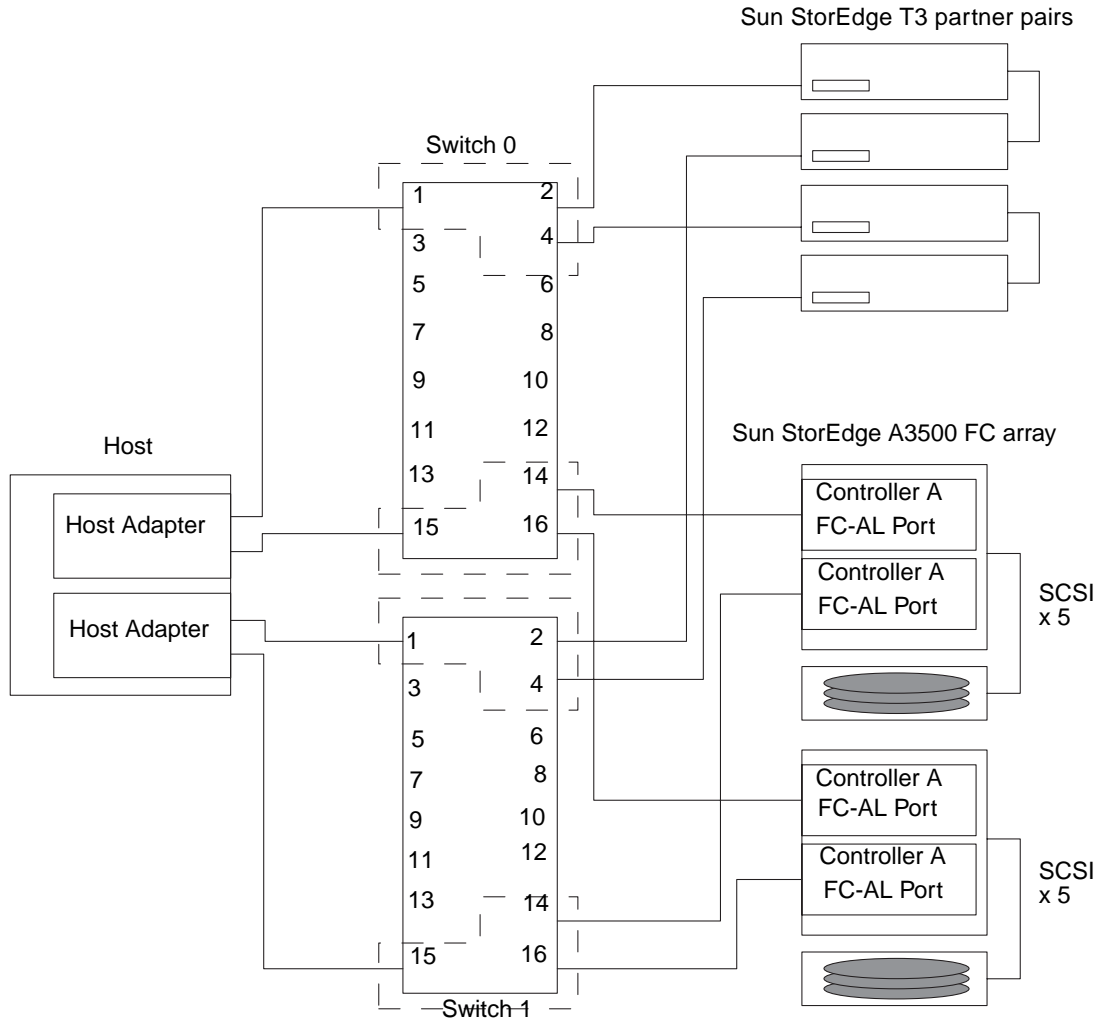 Sun StorEdge T3 partner pairs
Switch 0
1 2
3 4
5 6
7 8
9 10
11 12
13 14
15 16
Host
Host Adapter
Host Adapter
Sun StorEdge A3500 FC array
Controller A
FC-AL Port
Controller A
FC-AL Port
SCSI
x 5
1 2
3 4
5 6
7 8
9 10
11 12
13 14
15 16
Switch 1
Controller A
FC-AL Port
Controller A
FC-AL Port
SCSI
x 5